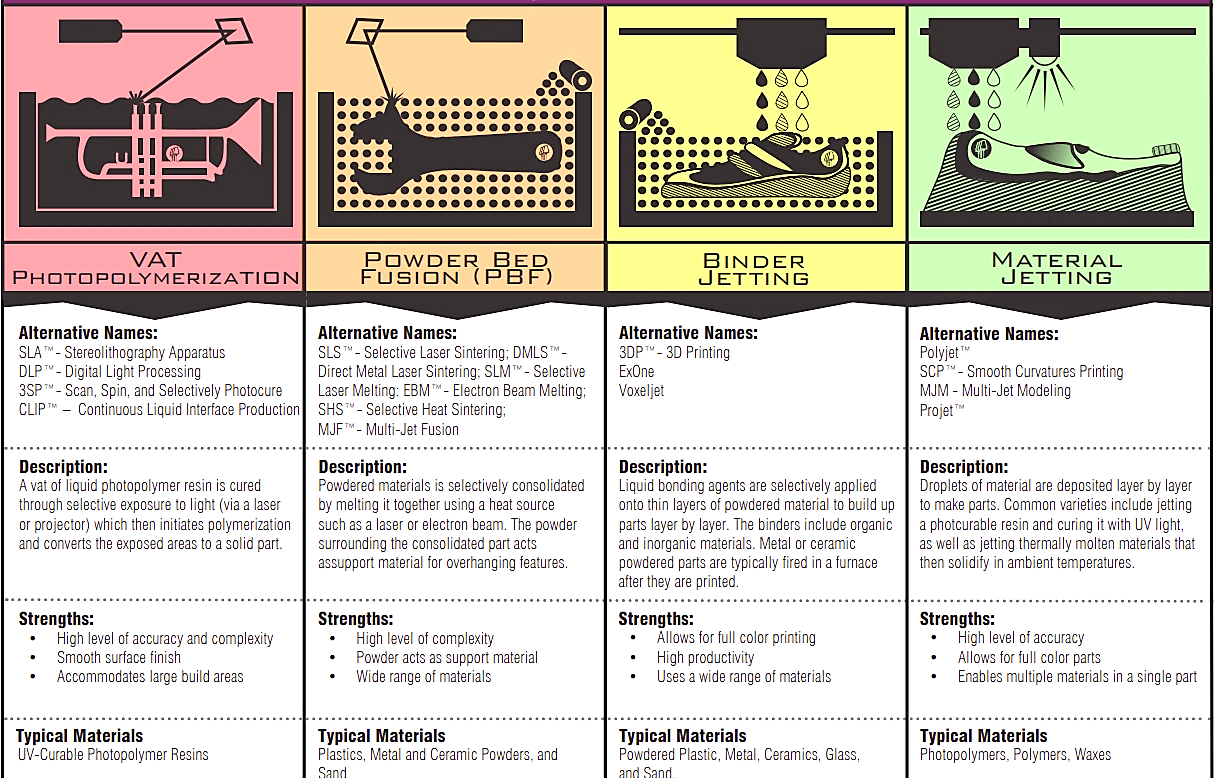 VAT
PHOTOPOLYMERIZATION
Alternative Names:
SLA™ - Stereolithography Apparatus
DLP™ - Digital Light Processing
3SP™ - Scan, Spin, and Selectively Photocure
CLIP™ – Continuous Liquid Interface Production
Description:
A vat of liquid photopolymer resin is cured
through selective exposure to light (via a laser
or projector) which then initiates polymerization
and converts the exposed areas to a solid part.
Strengths:
• High level of accuracy and complexity
• Smooth surface finish
• Accommodates large build areas
Typical Materials
UV-Curable Photopolymer Resins
POWDER BED
FUSION (PBF)
Alternative Names:
SLS™ - Selective Laser Sintering; DMLS™ -
Direct Metal Laser Sintering; SLM™ - Selective
Laser Melting: EBM™ - Electron Beam Melting;
SHS™ - Selective Heat Sintering;
MJF™ - Multi-Jet Fusion
Description:
Powdered materials is selectively consolidated
by melting it together using a heat source
such as a laser or electron beam. The powder
surrounding the consolidated part acts
assupport material for overhanging features.
Strengths:
• High level of complexity
• Powder acts as support material
• Wide range of materials
Typical Materials
Plastics, Metal and Ceramic Powders, and
Sand
BINDER
JETTING
Alternative Names:
3DP™ - 3D Printing
ExOne
Voxeljet
Description:
Liquid bonding agents are selectively applied
onto thin layers of powdered material to build up
parts layer by layer. The binders include organic
and inorganic materials. Metal or ceramic
powdered parts are typically fired in a furnace
after they are printed.
Strengths:
• Allows for full color printing
• High productivity
• Uses a wide range of materials
Typical Materials
Powdered Plastic, Metal, Ceramics, Glass,
and Sand.
MATERIAL
JETTING
Alternative Names:
Polyjet™
SCP™ - Smooth Curvatures Printing
MJM - Multi-Jet Modeling
Projet™
Description:
Droplets of material are deposited layer by layer
to make parts. Common varieties include jetting
a photcurable resin and curing it with UV light,
as well as jetting thermally molten materials that
then solidify in ambient temperatures.
Strengths:
• High level of accuracy
• Allows for full color parts
• Enables multiple materials in a single part
Typical Materials
Photopolymers, Polymers, Waxes